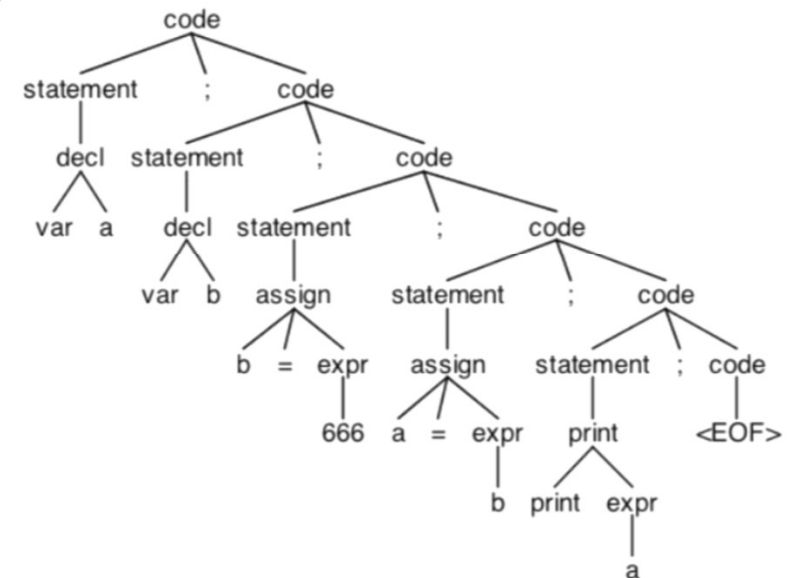 code
statement ; code
decl statement ; code
var a decl statement ; code
var b assign statement ; code
b = expr assign statement ; code
666 a = expr print <EOF>
b print expr
a